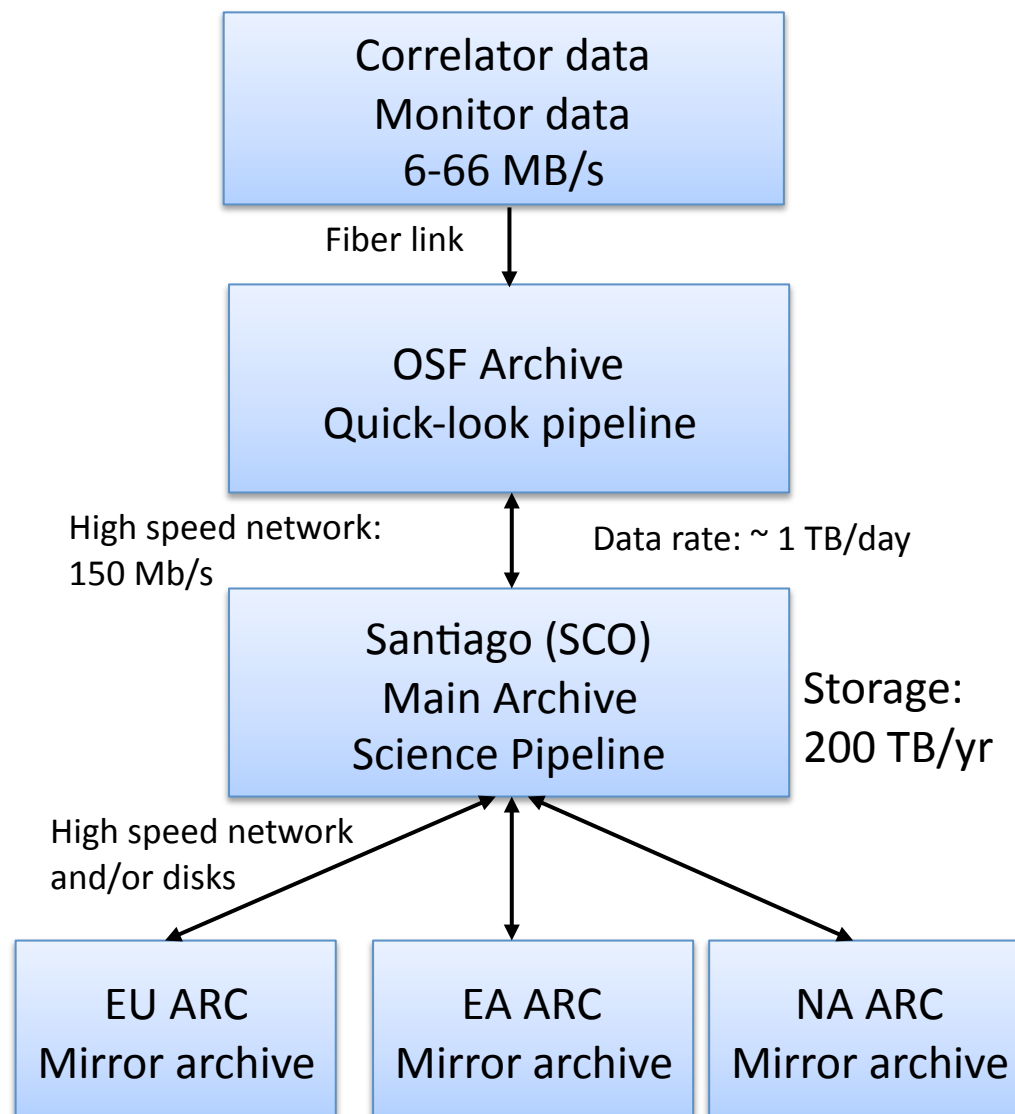 Correlator data
Monitor data
6-66 MB/s
Fiber link
OSF Archive
Quick-look pipeline
High speed network:
150 Mb/s
Data rate: ~ 1 TB/day
Santiago (SCO)
Main Archive
Science Pipeline
Storage:
200 TB/yr
High speed network
and/or disks
EU ARC
Mirror archive
EA ARC
Mirror archive
NA ARC
Mirror archive